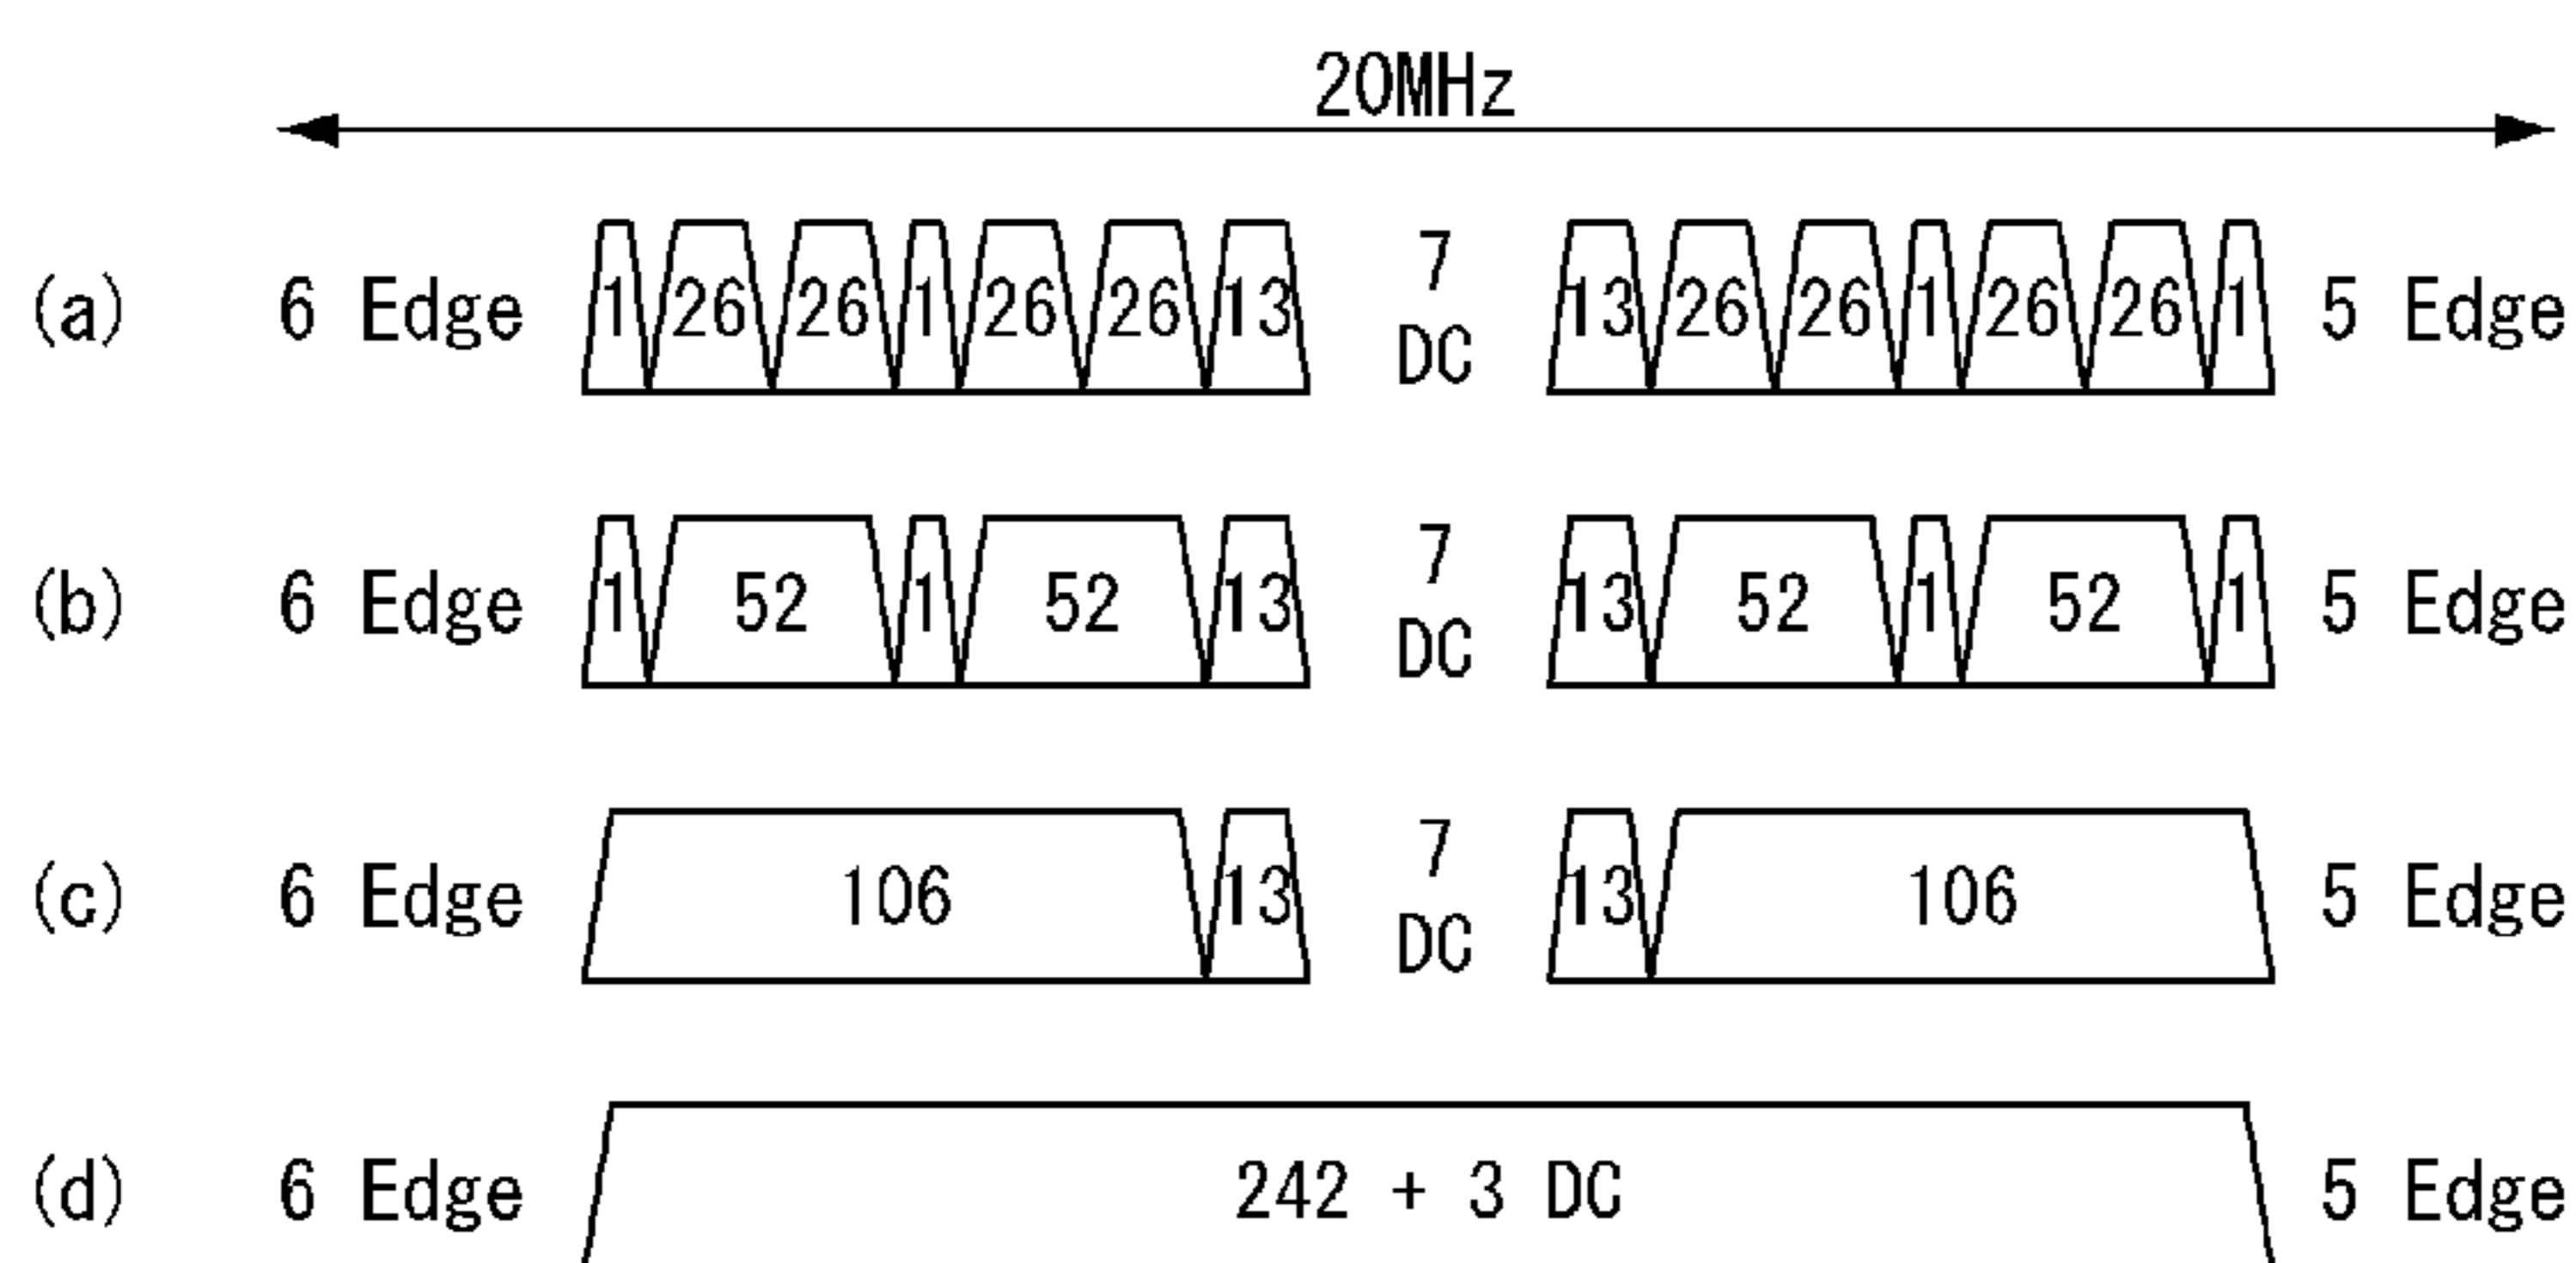 20MHz
(a) 6 Edge 1 26 26 1 26 26 13 7 DC 13 26 26 1 26 26 1 5 Edge
(b) 6 Edge 1 52 1 52 13 7 DC 13 52 1 52 1 5 Edge
(c) 6 Edge 106 13 7 DC 13 106 5 Edge
(d) 6 Edge 242 + 3 DC 5 Edge